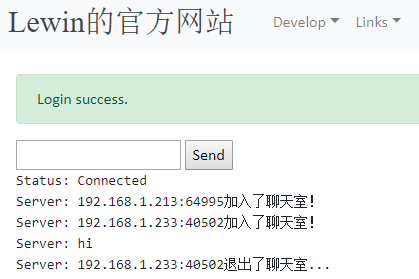 Lewin的官方网站
Develop
Links
Login success.
Send
Status: Connected
Server: 192.168.1.213:64995加入了聊天室!
Server: 192.168.1.233:40502加入了聊天室!
Server: hi
Server: 192.168.1.233:40502退出了聊天室...